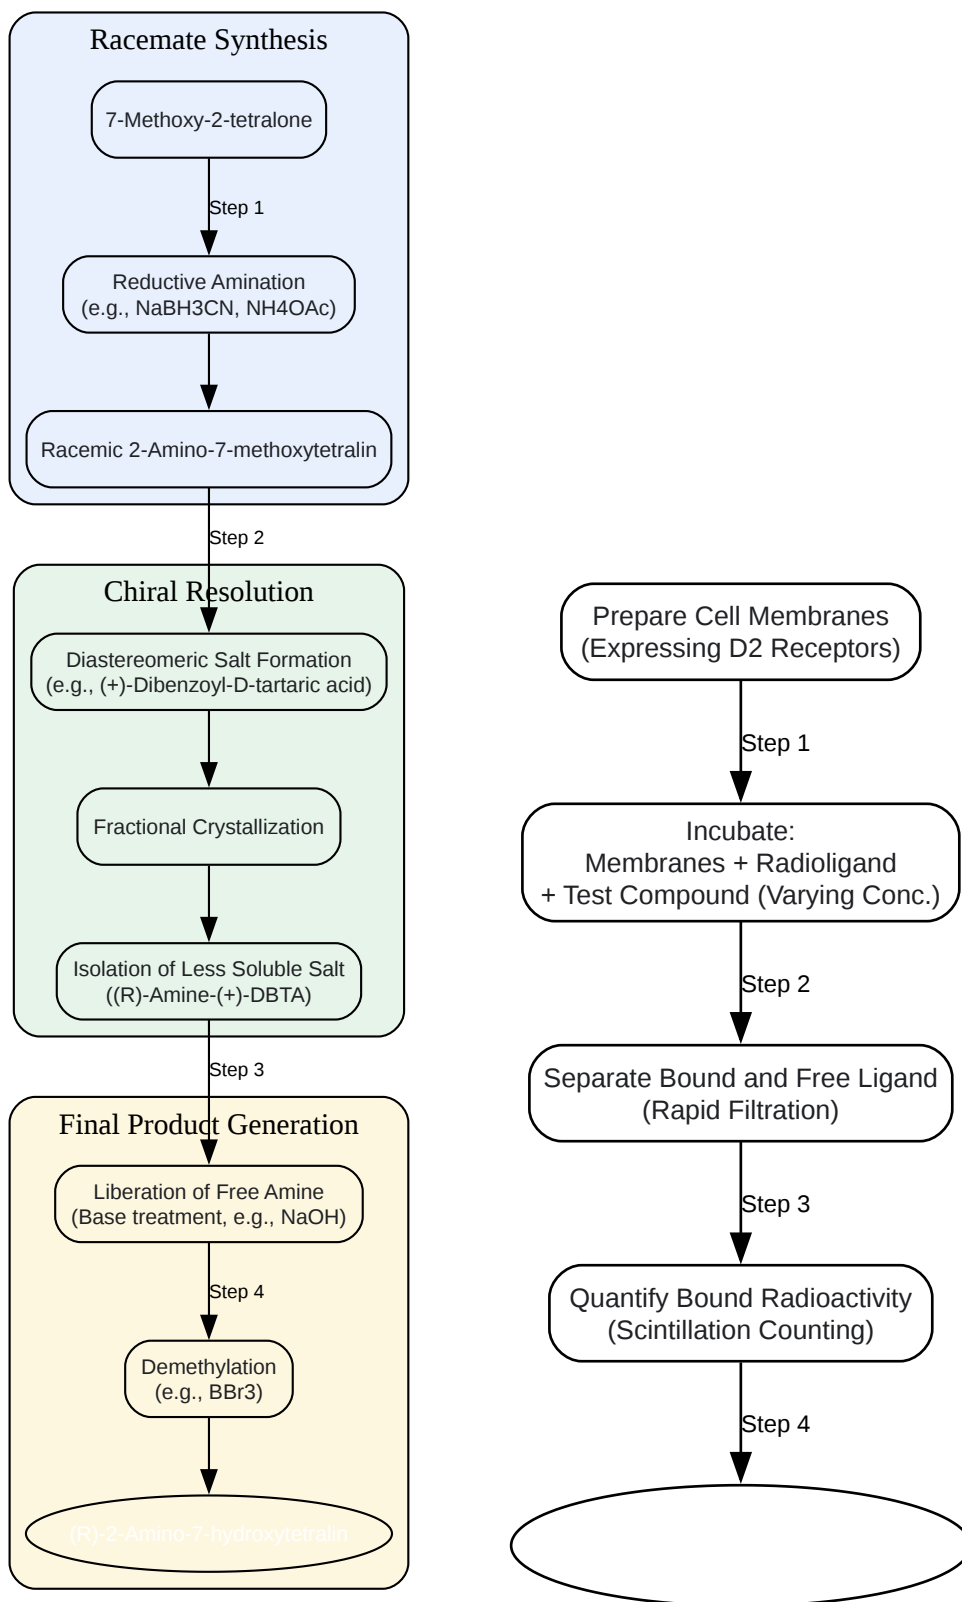 Racemate Synthesis
7-Methoxy-2-tetralone
Step 1
Reductive Amination
(e.g., NaBH3CN, NH4OAc)
Racemic 2-Amino-7-methoxytetralin
Step 2
Chiral Resolution
Diastereomeric Salt Formation
(e.g., (+)-Dibenzoyl-D-tartaric acid)
Fractional Crystallization
Isolation of Less Soluble Salt
((R)-Amine-(+)-DBTA)
Step 3
Final Product Generation
Liberation of Free Amine
(Base treatment, e.g., NaOH)
Step 4
Demethylation
(e.g., BBr3)
(R)-2-Amino-7-hydroxytetralin
Prepare Cell Membranes
(Expressing D2 Receptors)
Step 1
Incubate:
Membranes + Radioligand
+ Test Compound (Varying Conc.)
Step 2
Separate Bound and Free Ligand
(Rapid Filtration)
Step 3
Quantify Bound Radioactivity
(Scintillation Counting)
Step 4